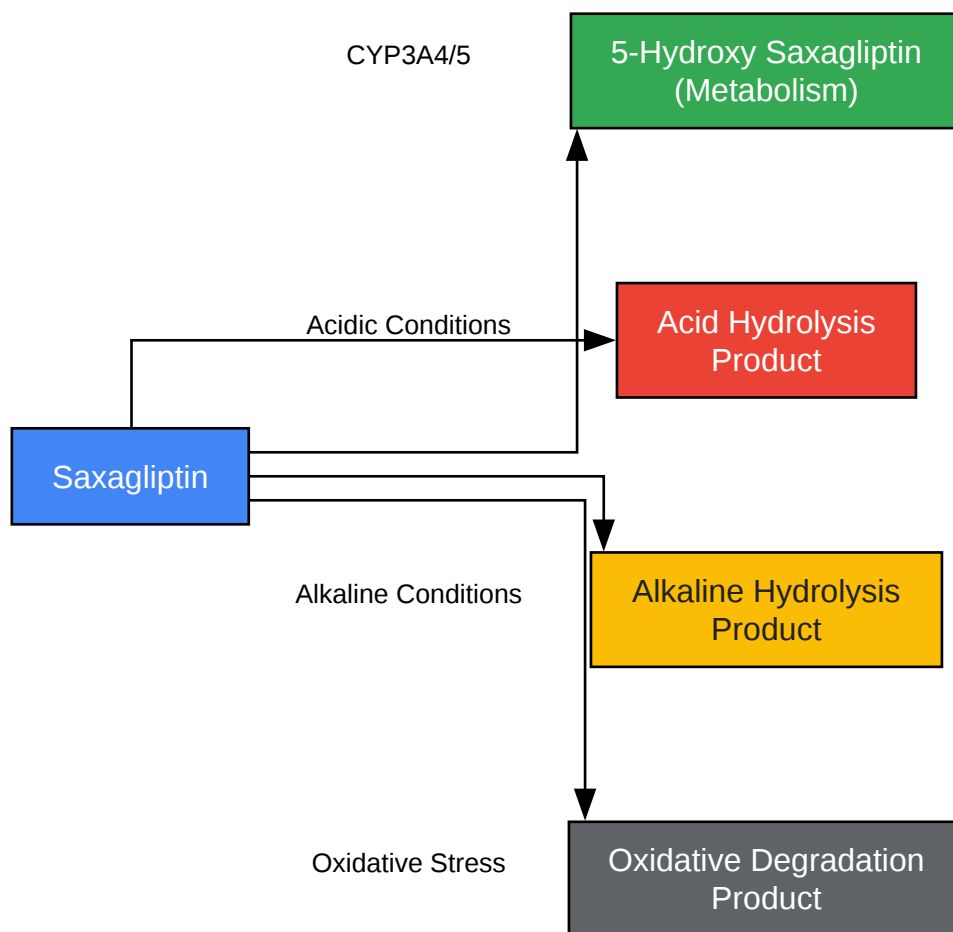 CYP3A4/5
5-Hydroxy Saxagliptin
(Metabolism)
Acidic Conditions
Acid Hydrolysis
Product
Saxagliptin
Alkaline Conditions
Alkaline Hydrolysis
Product
Oxidative Stress
Oxidative Degradation
Product